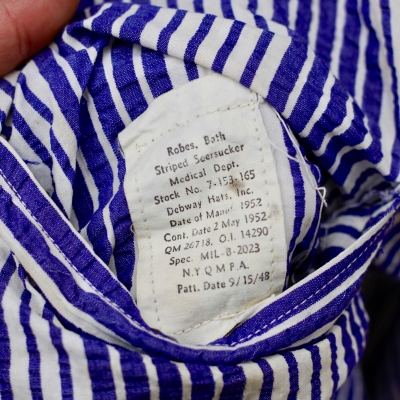 Robes, Bath
Striped Seersucker
Medical Dept.
Stock No. 7-153-165
Debway Hats, Inc.
Date of Manuf 1952
Cont. Date 2 May 1952
QM 26718, O.I. 14290
Spec. MIL-B-2023
N.Y.Q.M.P.A.
Patt. Date 9/15/48